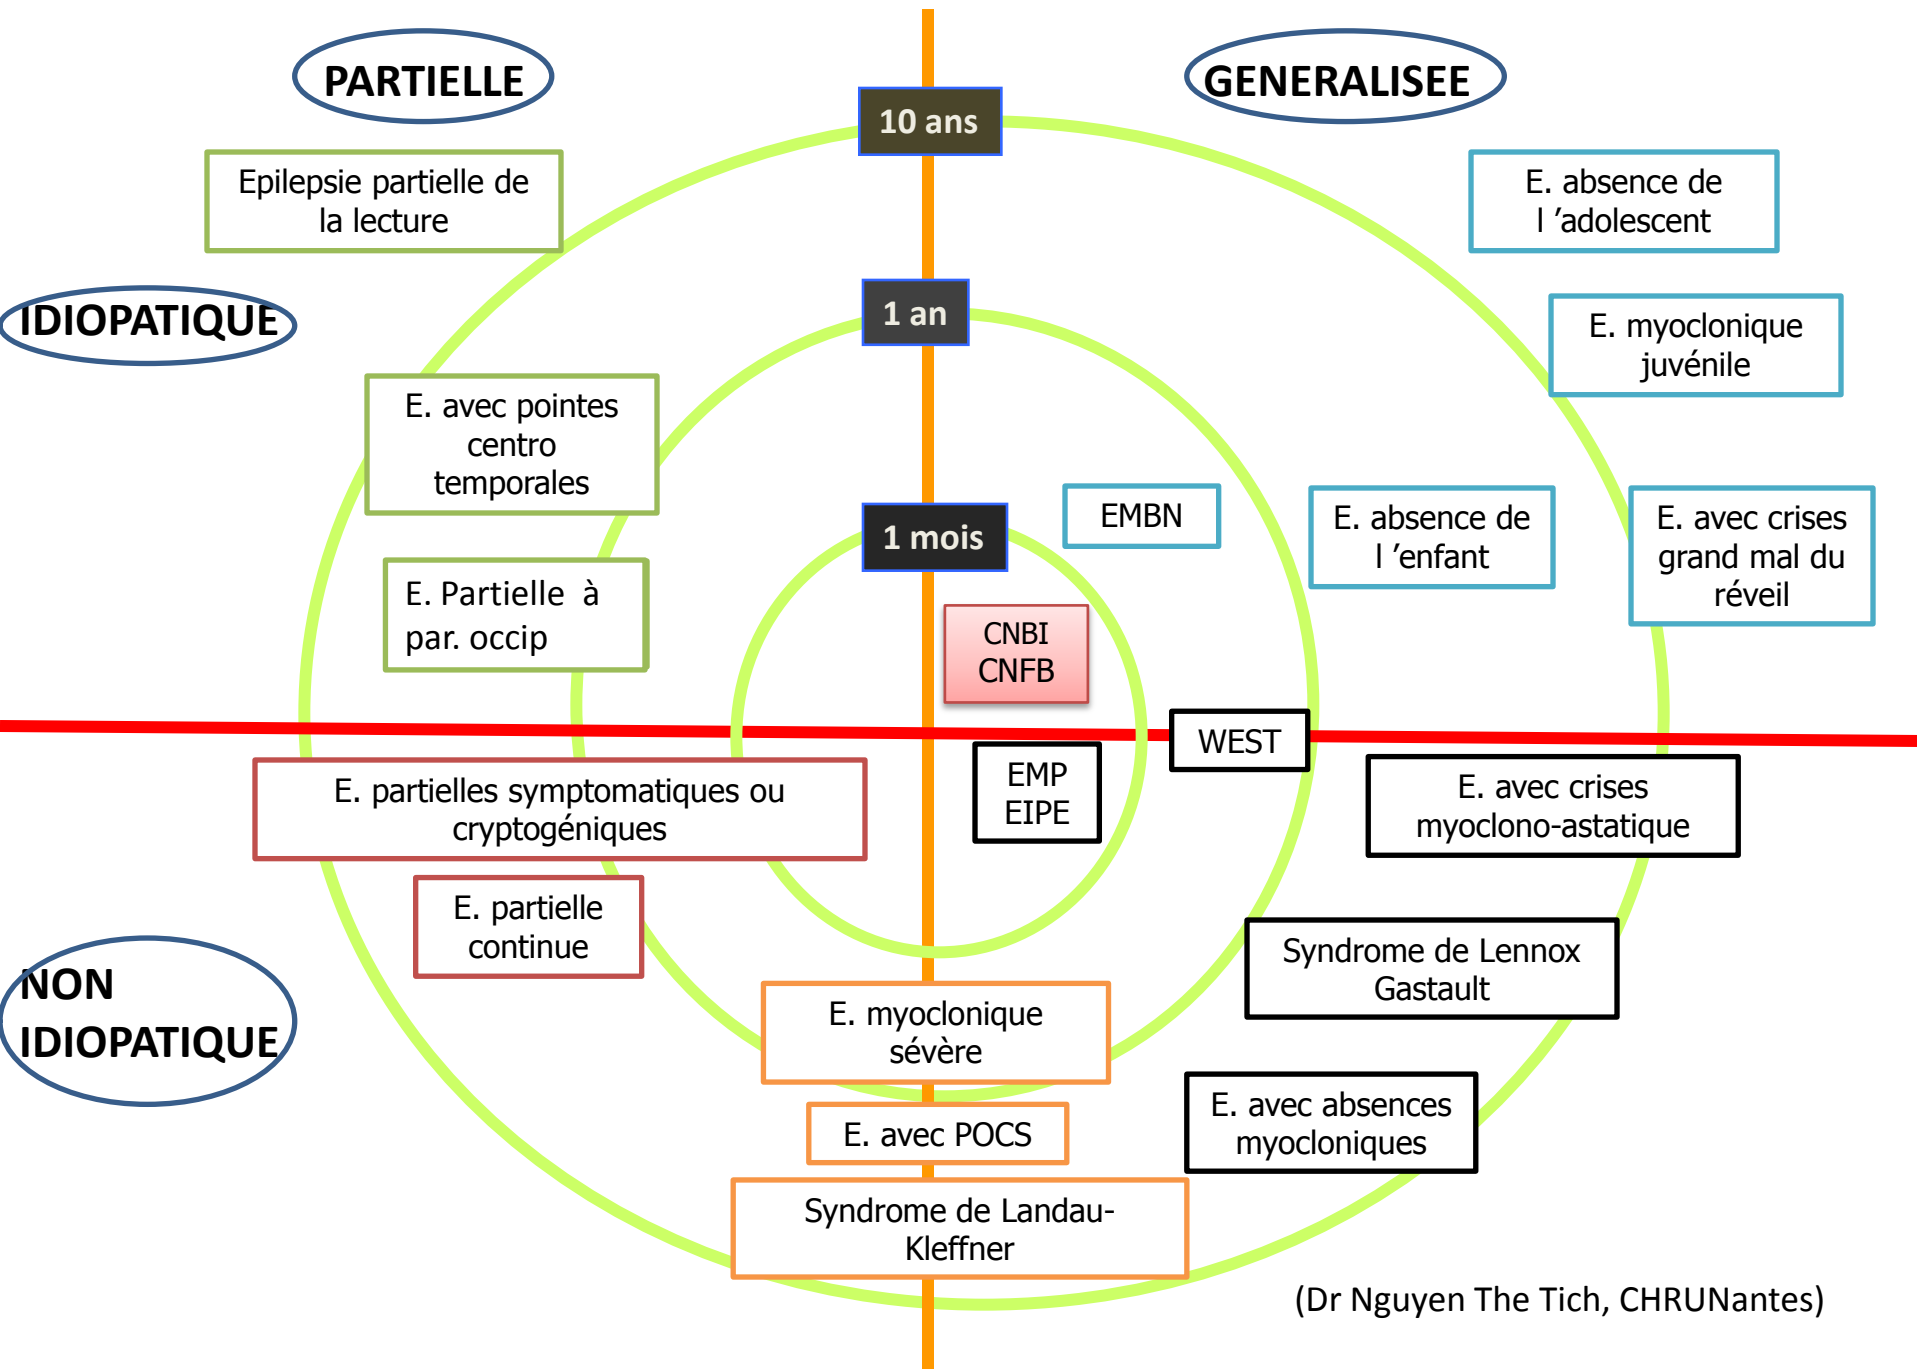 PARTIELLE
GENERALISEE
10 ans
Epilepsie partielle de
la lecture
E. absence de
l ’adolescent
IDIOPATIQUE
1 an
E. myoclonique
juvénile
E. avec pointes
centro
temporales
1 mois
EMBN
E. absence de
l ’enfant
E. avec crises
grand mal du
réveil
E. Partielle à
par. occip
CNBI
CNFB
WEST
E. partielles symptomatiques ou
cryptogéniques
EMP
EIPE
E. avec crises
myoclono-astatique
E. partielle
continue
Syndrome de Lennox
Gastault
NON
IDIOPATIQUE
E. myoclonique
sévère
E. avec POCS
E. avec absences
myocloniques
Syndrome de Landau-
Kleffner
(Dr Nguyen The Tich, CHRUNantes)